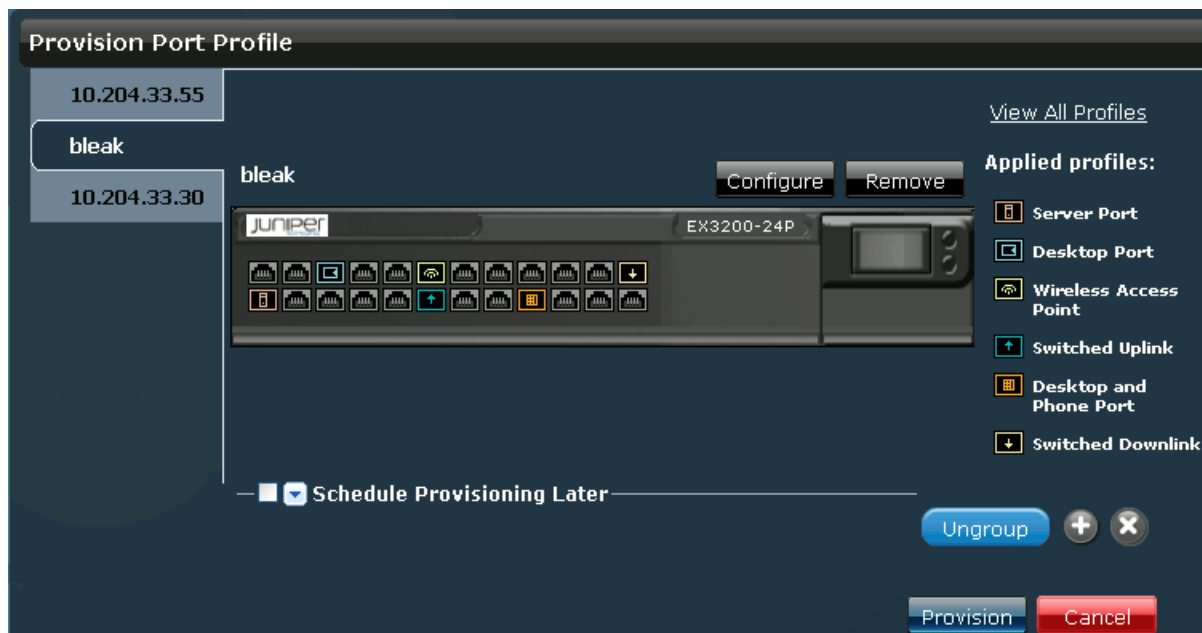 Provision Port Profile
10.204.33.55
bleak
10.204.33.30
bleak
Configure
Remove
View All Profiles
Applied profiles:
Server Port
Desktop Port
Wireless Access
Point
Switched Uplink
Desktop and
Phone Port
Switched Downlink
JUNIPEr
EX3200-24P
Schedule Provisioning Later
Ungroup
Provision
Cancel